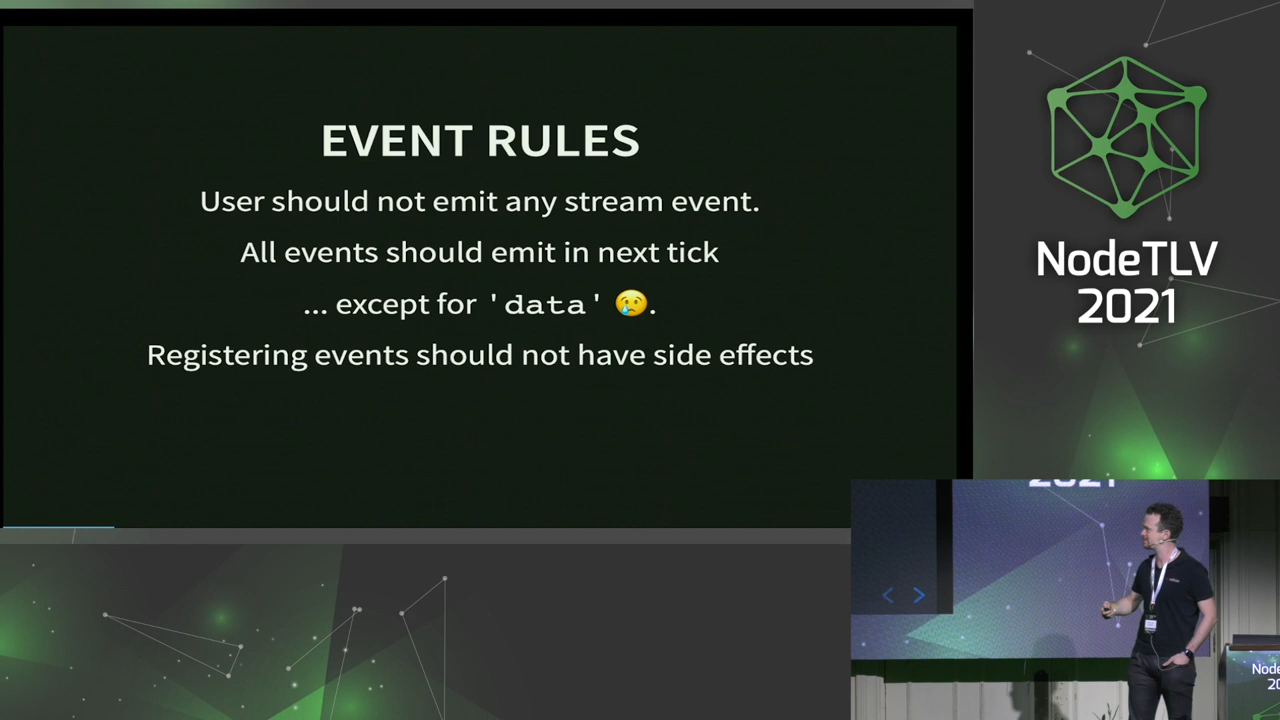 EVENT RULES
User should not emit any stream event.
All events should emit in next tick
... except for 'data' 😢.
Registering events should not have side effects
NodeTLV
2021
2021